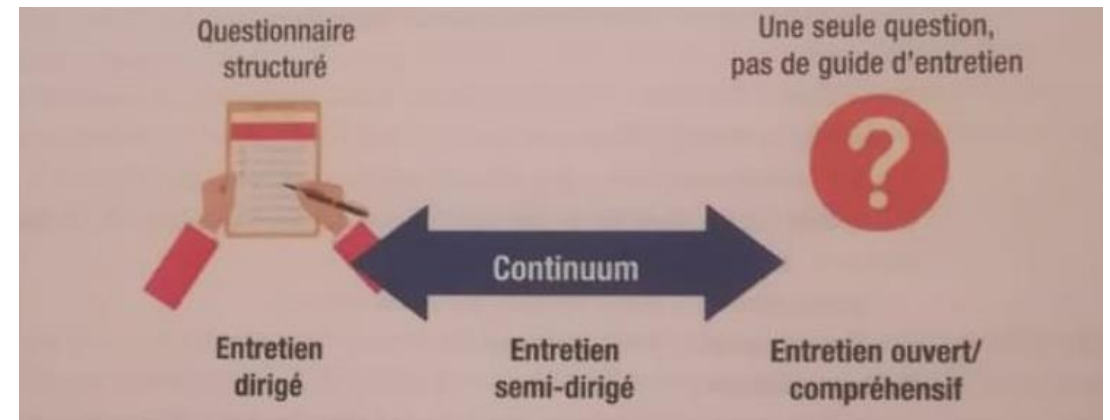 Questionnaire
structuré
Une seule question,
pas de guide d'entretien
?
Continuum
Entretien
dirigé
Entretien
semi-dirigé
Entretien ouvert/
compréhensif